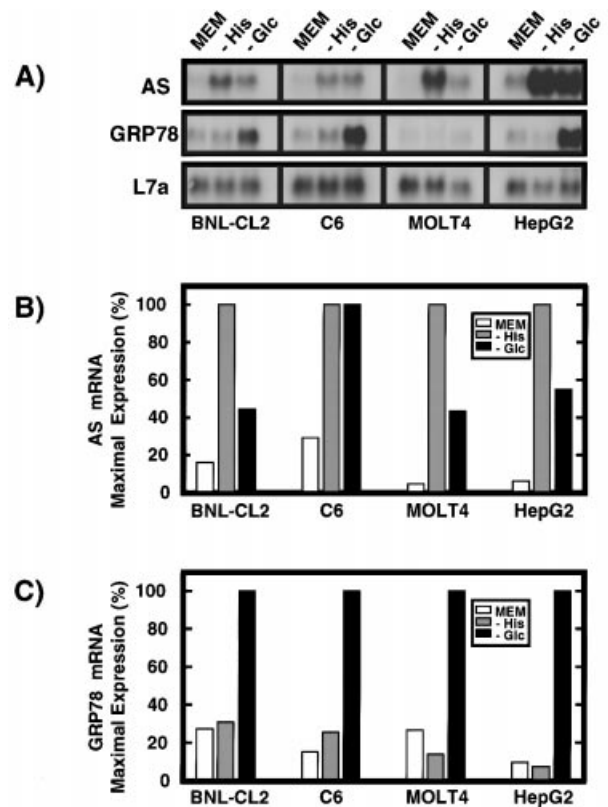 MEM - His - Glc MEM - His - Glc MEM - His - Glc MEM - His - Glc
A)
AS
GRP78
L7a
BNL-CL2 C6 MOLT4 HepG2
B)
AS mRNA
Maximal Expression (%)
100
80
60
40
20
0
MEM
- His
- Glc
BNL-CL2 C6 MOLT4 HepG2
C)
GRP78 mRNA
Maximal Expression (%)
100
80
60
40
20
0
MEM
- His
- Glc
BNL-CL2 C6 MOLT4 HepG2